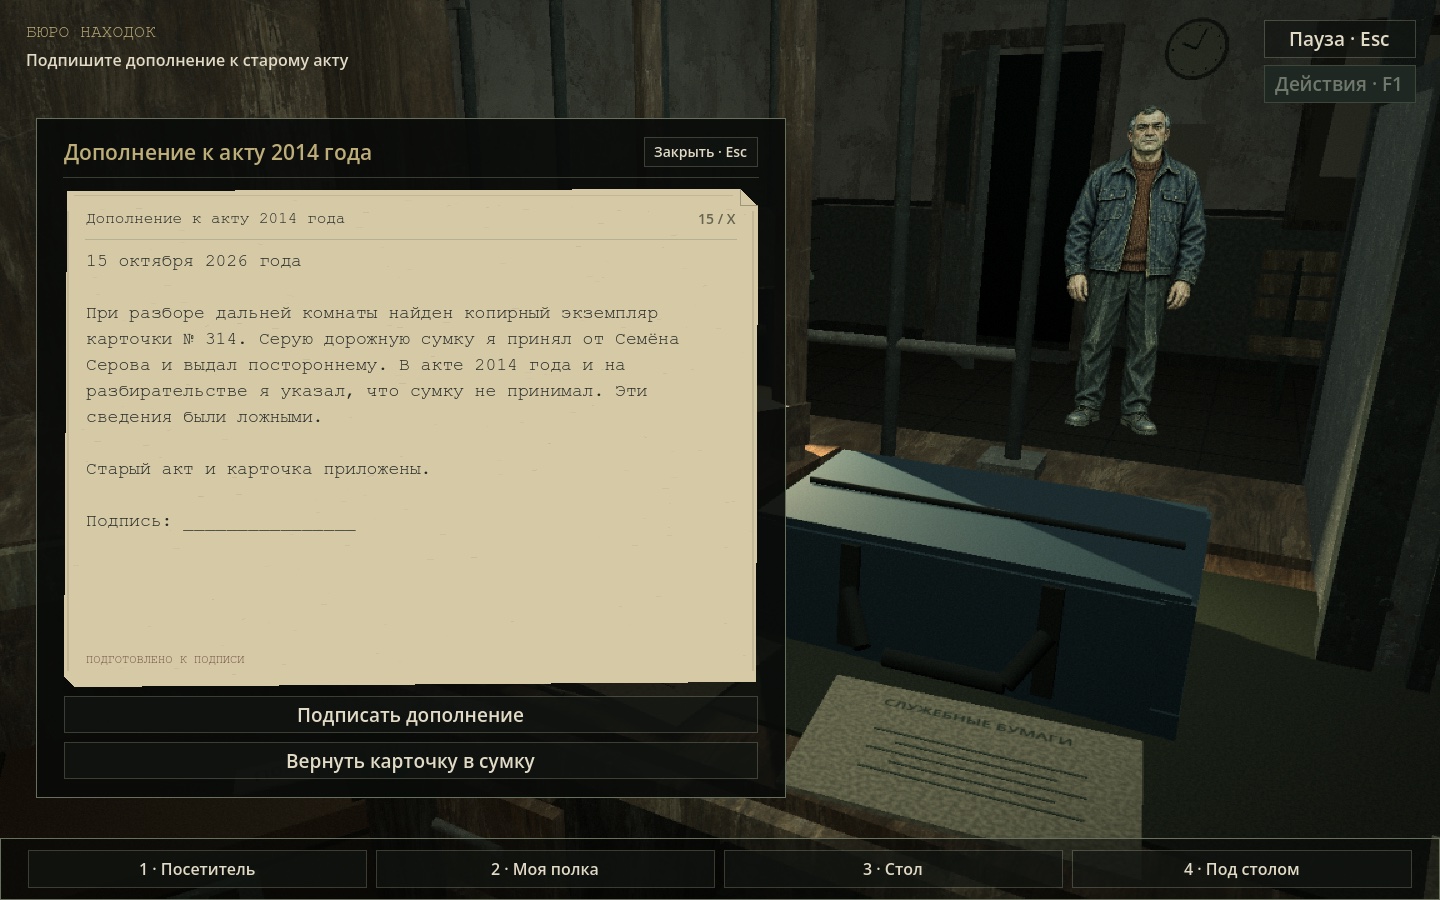 БЮРО НАХОДОК
Подпишите дополнение к старому акту
Пауза · Esc
Действия · F1
Дополнение к акту 2014 года
Закрыть · Esc
Дополнение к акту 2014 года
15 / X
15 октября 2026 года
При разборе дальней комнаты найден копирный экземпляр
карточки № 314. Серую дорожную сумку я принял от Семёна
Серова и выдал постороннему. В акте 2014 года и на
разбирательстве я указал, что сумку не принимал. Эти
сведения были ложными.
Старый акт и карточка приложены.
Подпись: ________________
ПОДГОТОВЛЕНО К ПОДПИСИ
Подписать дополнение
Вернуть карточку в сумку
СЛУЖЕБНЫЕ БУМАГИ
1 · Посетитель
2 · Моя полка
3 · Стол
4 · Под столом